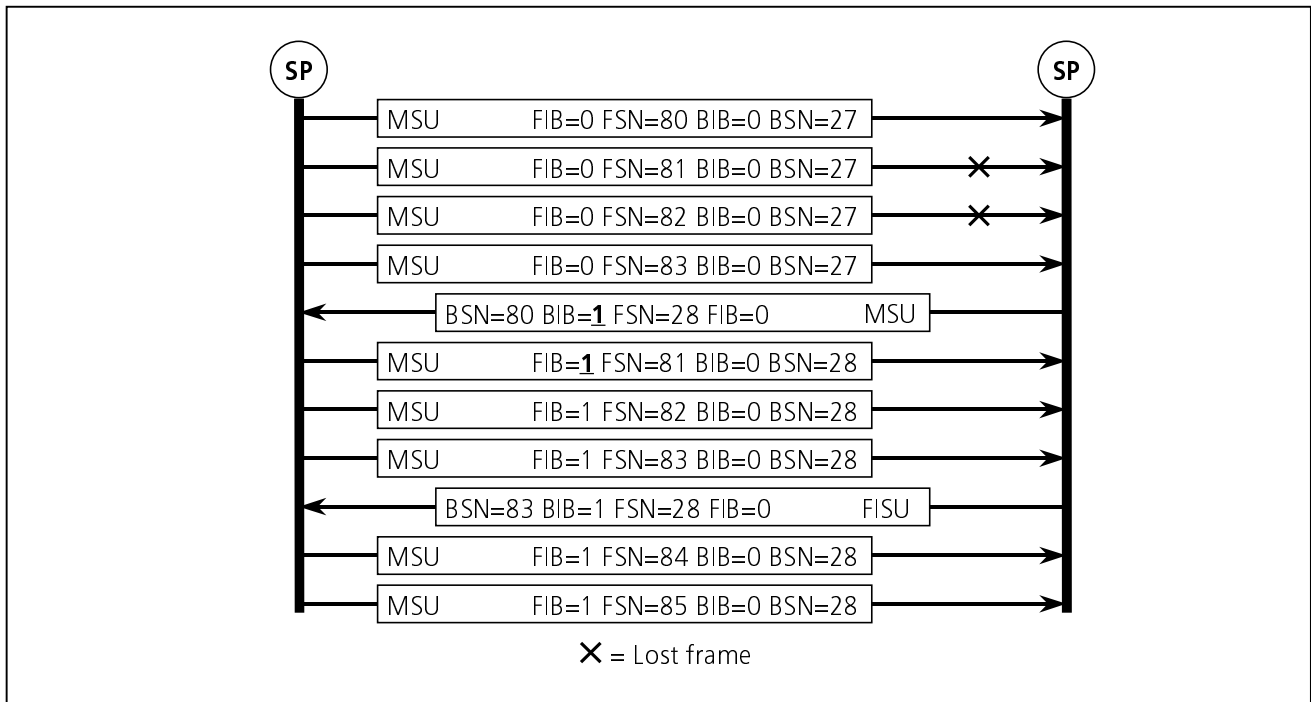 SP SP
MSU FIB=0 FSN=80 BIB=0 BSN=27
MSU FIB=0 FSN=81 BIB=0 BSN=27
MSU FIB=0 FSN=82 BIB=0 BSN=27
MSU FIB=0 FSN=83 BIB=0 BSN=27
BSN=80 BIB=1 FSN=28 FIB=0 MSU
MSU FIB=1 FSN=81 BIB=0 BSN=28
MSU FIB=1 FSN=82 BIB=0 BSN=28
MSU FIB=1 FSN=83 BIB=0 BSN=28
BSN=83 BIB=1 FSN=28 FIB=0 FISU
MSU FIB=1 FSN=84 BIB=0 BSN=28
MSU FIB=1 FSN=85 BIB=0 BSN=28
✕ = Lost frame